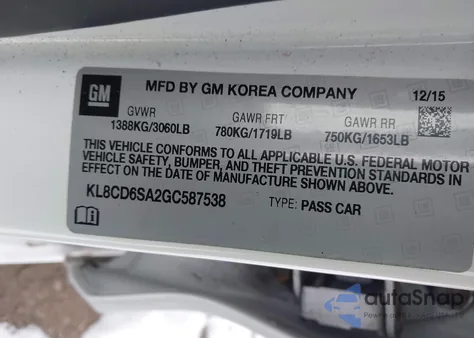 GM
MFD BY GM KOREA COMPANY
12/15
GVWR
1388KG/3060LB
GAWR FRT
780KG/1719LB
GAWR RR
750KG/1653LB
THIS VEHICLE CONFORMS TO ALL APPLICABLE U.S. FEDERAL MOTOR
VEHICLE SAFETY, BUMPER, AND THEFT PREVENTION STANDARDS IN
EFFECT ON THE DATE OF MANUFACTURE SHOWN ABOVE.
KL8CD6SA2GC587538
TYPE: PASS CAR
autoSnap